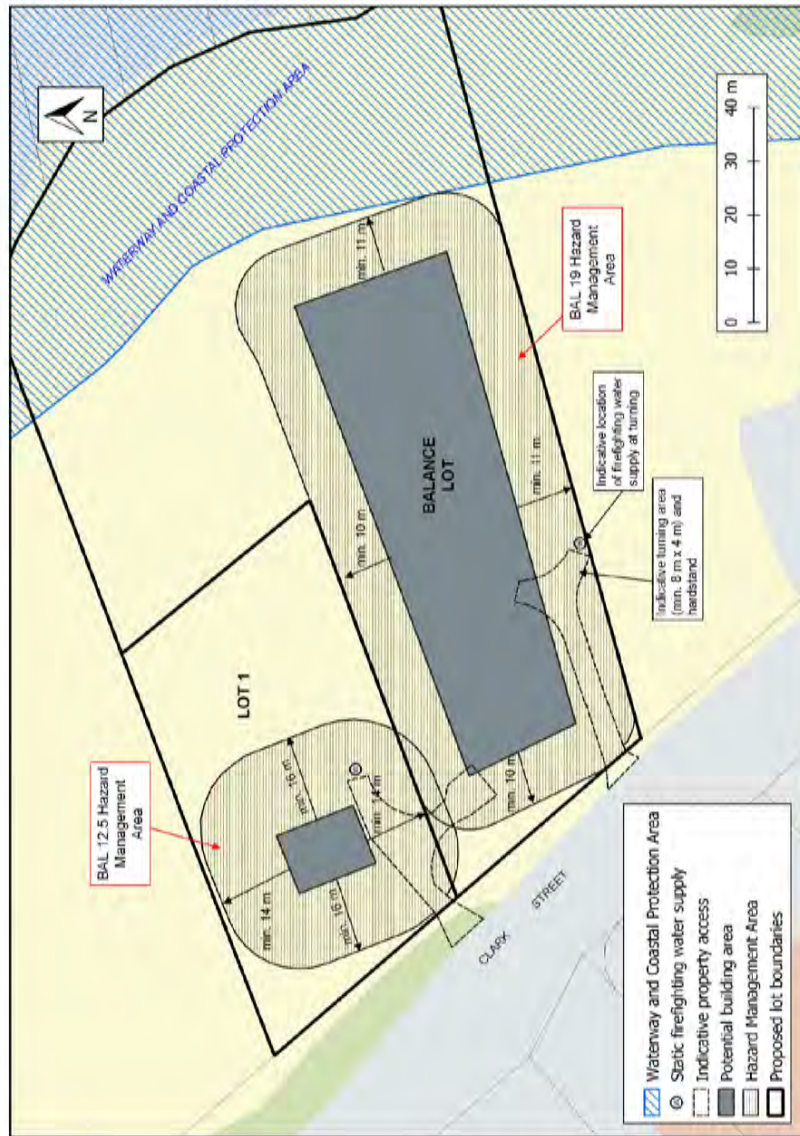 N
WATERWAY AND COASTAL PROTECTION AREA
BAL 12.5 Hazard
Management
Area
LOT 1
min. 14 m
min. 16 m
min. 16 m
min. 14 m
min. 10 m
min. 11 m
BALANCE
LOT
min. 11 m
min. 10 m
BAL 19 Hazard
Management
Area
Indicative location
of firefighting water
supply at turning
Indicative turning area
(min. 8 m x 4 m) and
hardstand
CLARK STREET
0 10 20 30 40 m
Waterway and Coastal Protection Area
Static firefighting water supply
Indicative property access
Potential building area
Hazard Management Area
Proposed lot boundaries